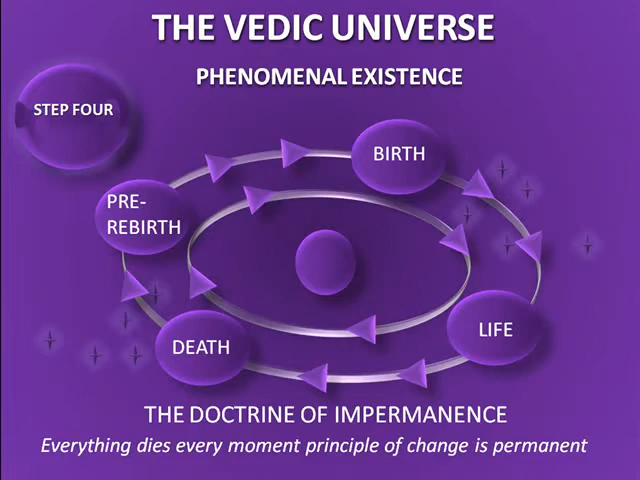 THE VEDIC UNIVERSE
PHENOMENAL EXISTENCE
STEP FOUR
BIRTH
PRE-
REBIRTH
LIFE
DEATH
THE DOCTRINE OF IMPERMANENCE
Everything dies every moment principle of change is permanent